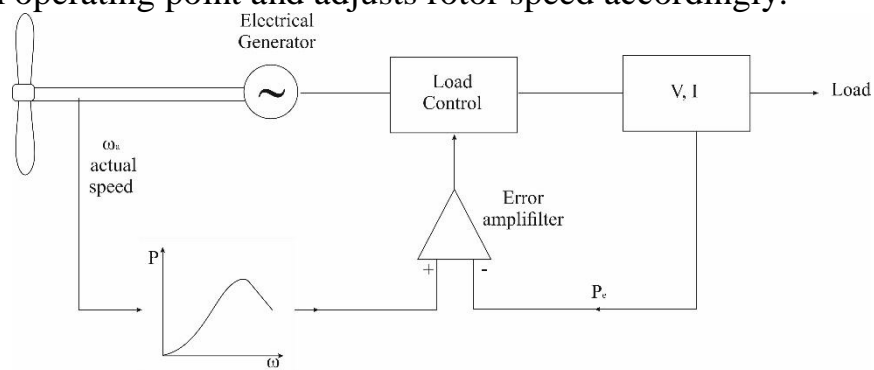 operating point and adjusts rotor speed accordingly.
Electrical
Generator
~
Load
Control
V, I
Load
ωₐ
actual
speed
Error
amplifilter
+
-
P
ω
Pₑ